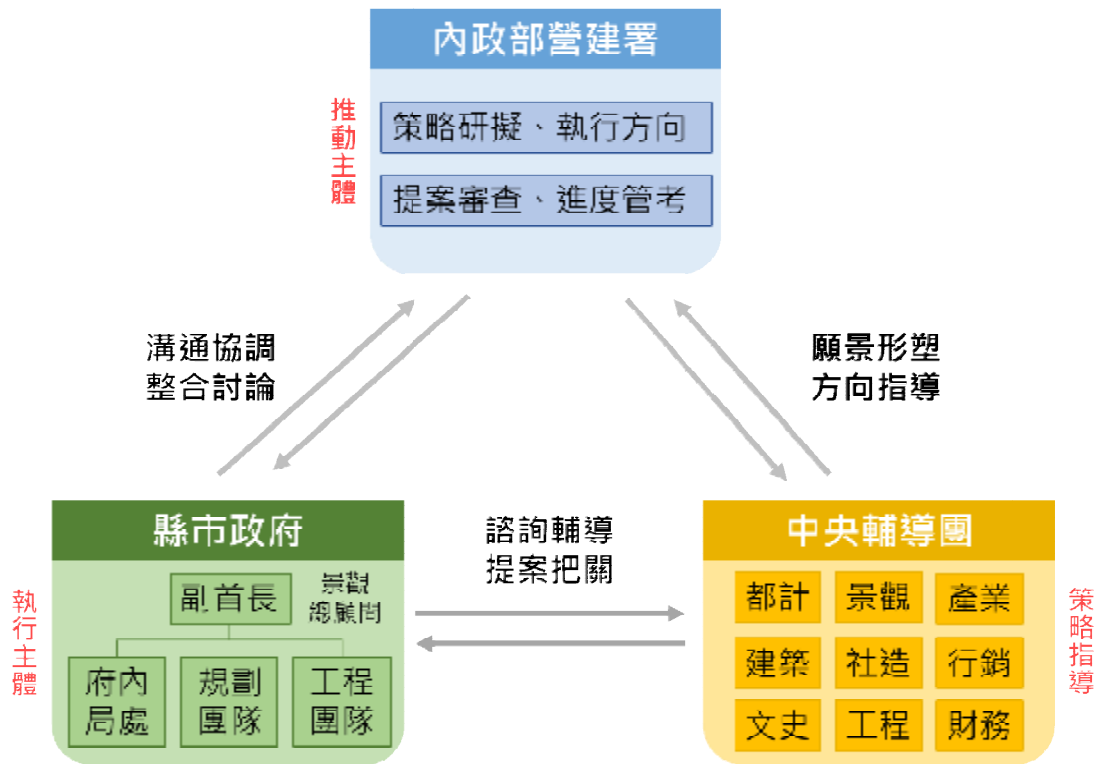 內政部營建署
推動主體
策略研擬、執行方向
提案審查、進度管考
溝通協調
整合討論
願景形塑
方向指導
縣市政府
執行主體
副首長
景觀
總顧問
府內
局處
規劃
團隊
工程
團隊
諮詢輔導
提案把關
中央輔導團
都計
景觀
產業
建築
社造
行銷
文史
工程
財務
策略指導